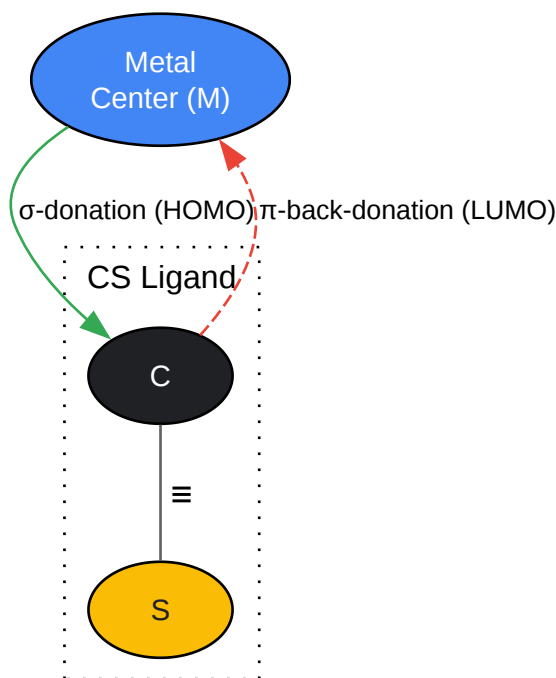 Metal
Center (M)
σ-donation (HOMO)
π-back-donation (LUMO)
CS Ligand
C
≡
S